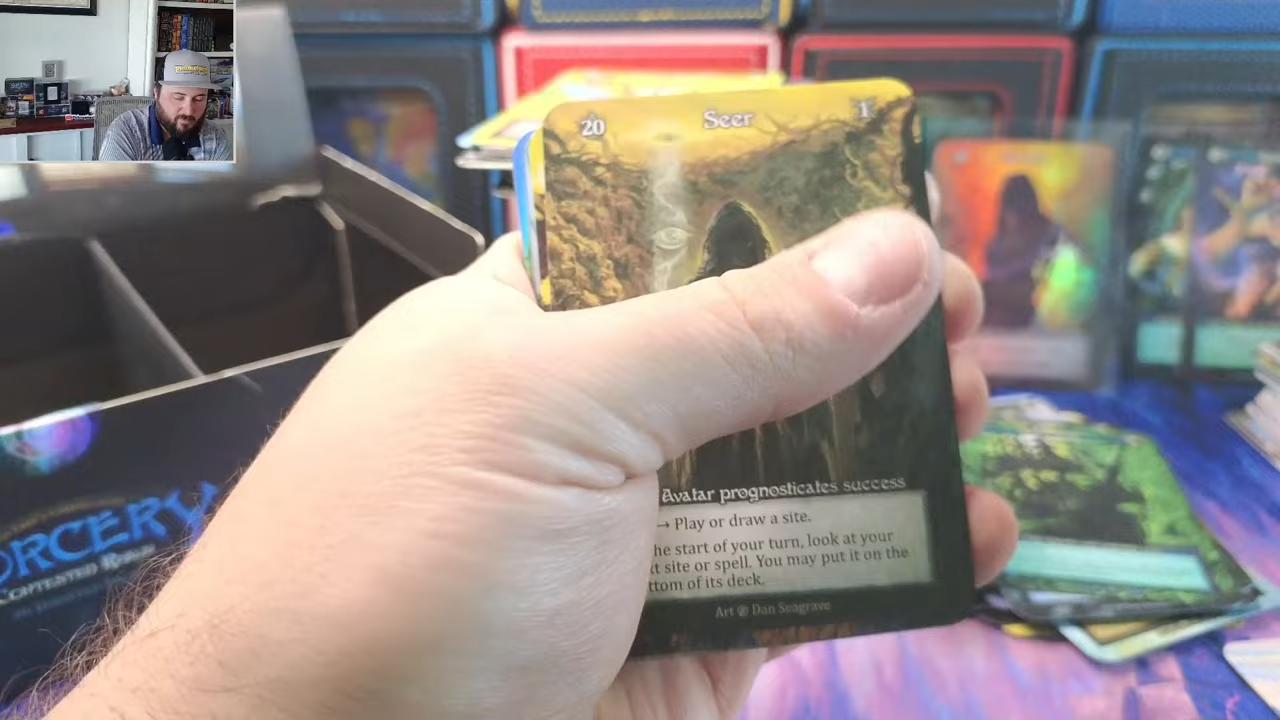 20 Seer 1
Avatar prognosticates success
→ Play or draw a site.
he start of your turn, look at your
t site or spell. You may put it on the
ttom of its deck.
Art Dan Seagrave
ORCERY
CONTESTED REALM